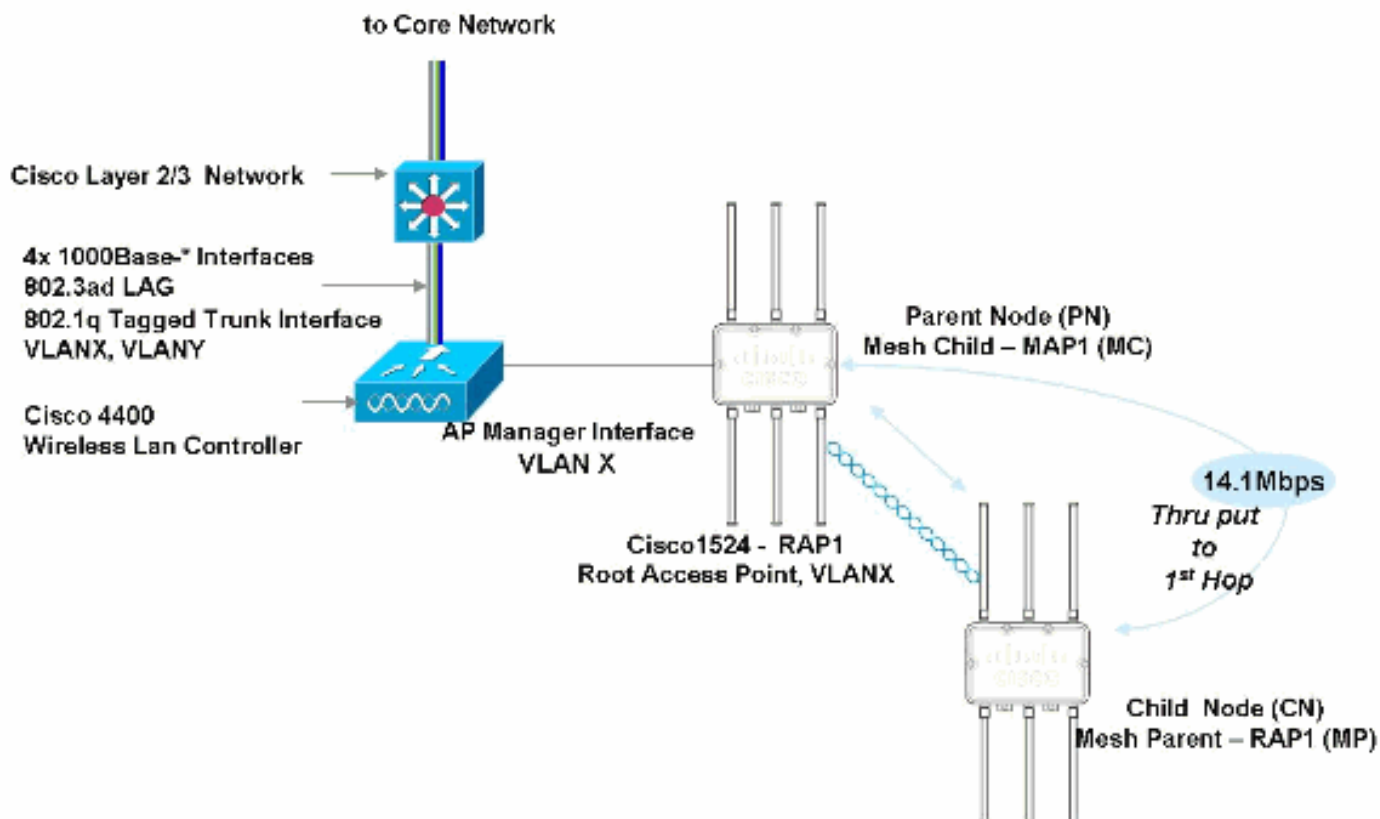 to Core Network
Cisco Layer 2/3 Network
4x 1000Base-* Interfaces
802.3ad LAG
802.1q Tagged Trunk Interface
VLANX, VLANY
Cisco 4400
Wireless Lan Controller
AP Manager Interface
VLAN X
Cisco1524 - RAP1
Root Access Point, VLANX
Parent Node (PN)
Mesh Child – MAP1 (MC)
14.1Mbps
Thru put
to
1st Hop
Child Node (CN)
Mesh Parent – RAP1 (MP)
CISCO
CISCO